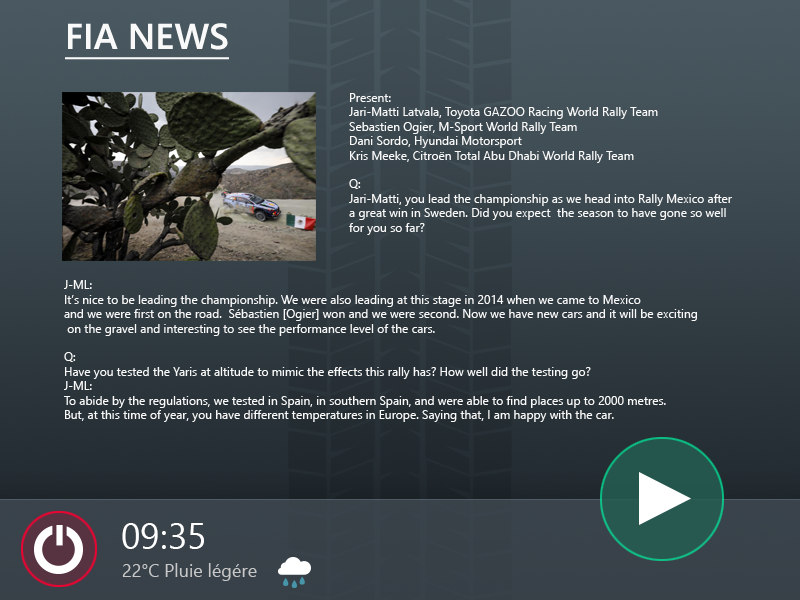 FIA NEWS
Present:
Jari-Matti Latvala, Toyota GAZOO Racing World Rally Team
Sebastien Ogier, M-Sport World Rally Team
Dani Sordo, Hyundai Motorsport
Kris Meeke, Citroën Total Abu Dhabi World Rally Team
Q:
Jari-Matti, you lead the championship as we head into Rally Mexico after
a great win in Sweden. Did you expect  the season to have gone so well
for you so far?
J-ML:
It's nice to be leading the championship. We were also leading at this stage in 2014 when we came to Mexico
and we were first on the road.  Sébastien [Ogier] won and we were second. Now we have new cars and it will be exciting
on the gravel and interesting to see the performance level of the cars.
Q:
Have you tested the Yaris at altitude to mimic the effects this rally has? How well did the testing go?
J-ML:
To abide by the regulations, we tested in Spain, in southern Spain, and were able to find places up to 2000 metres.
But, at this time of year, you have different temperatures in Europe. Saying that, I am happy with the car.
09:35
22°C Pluie légére